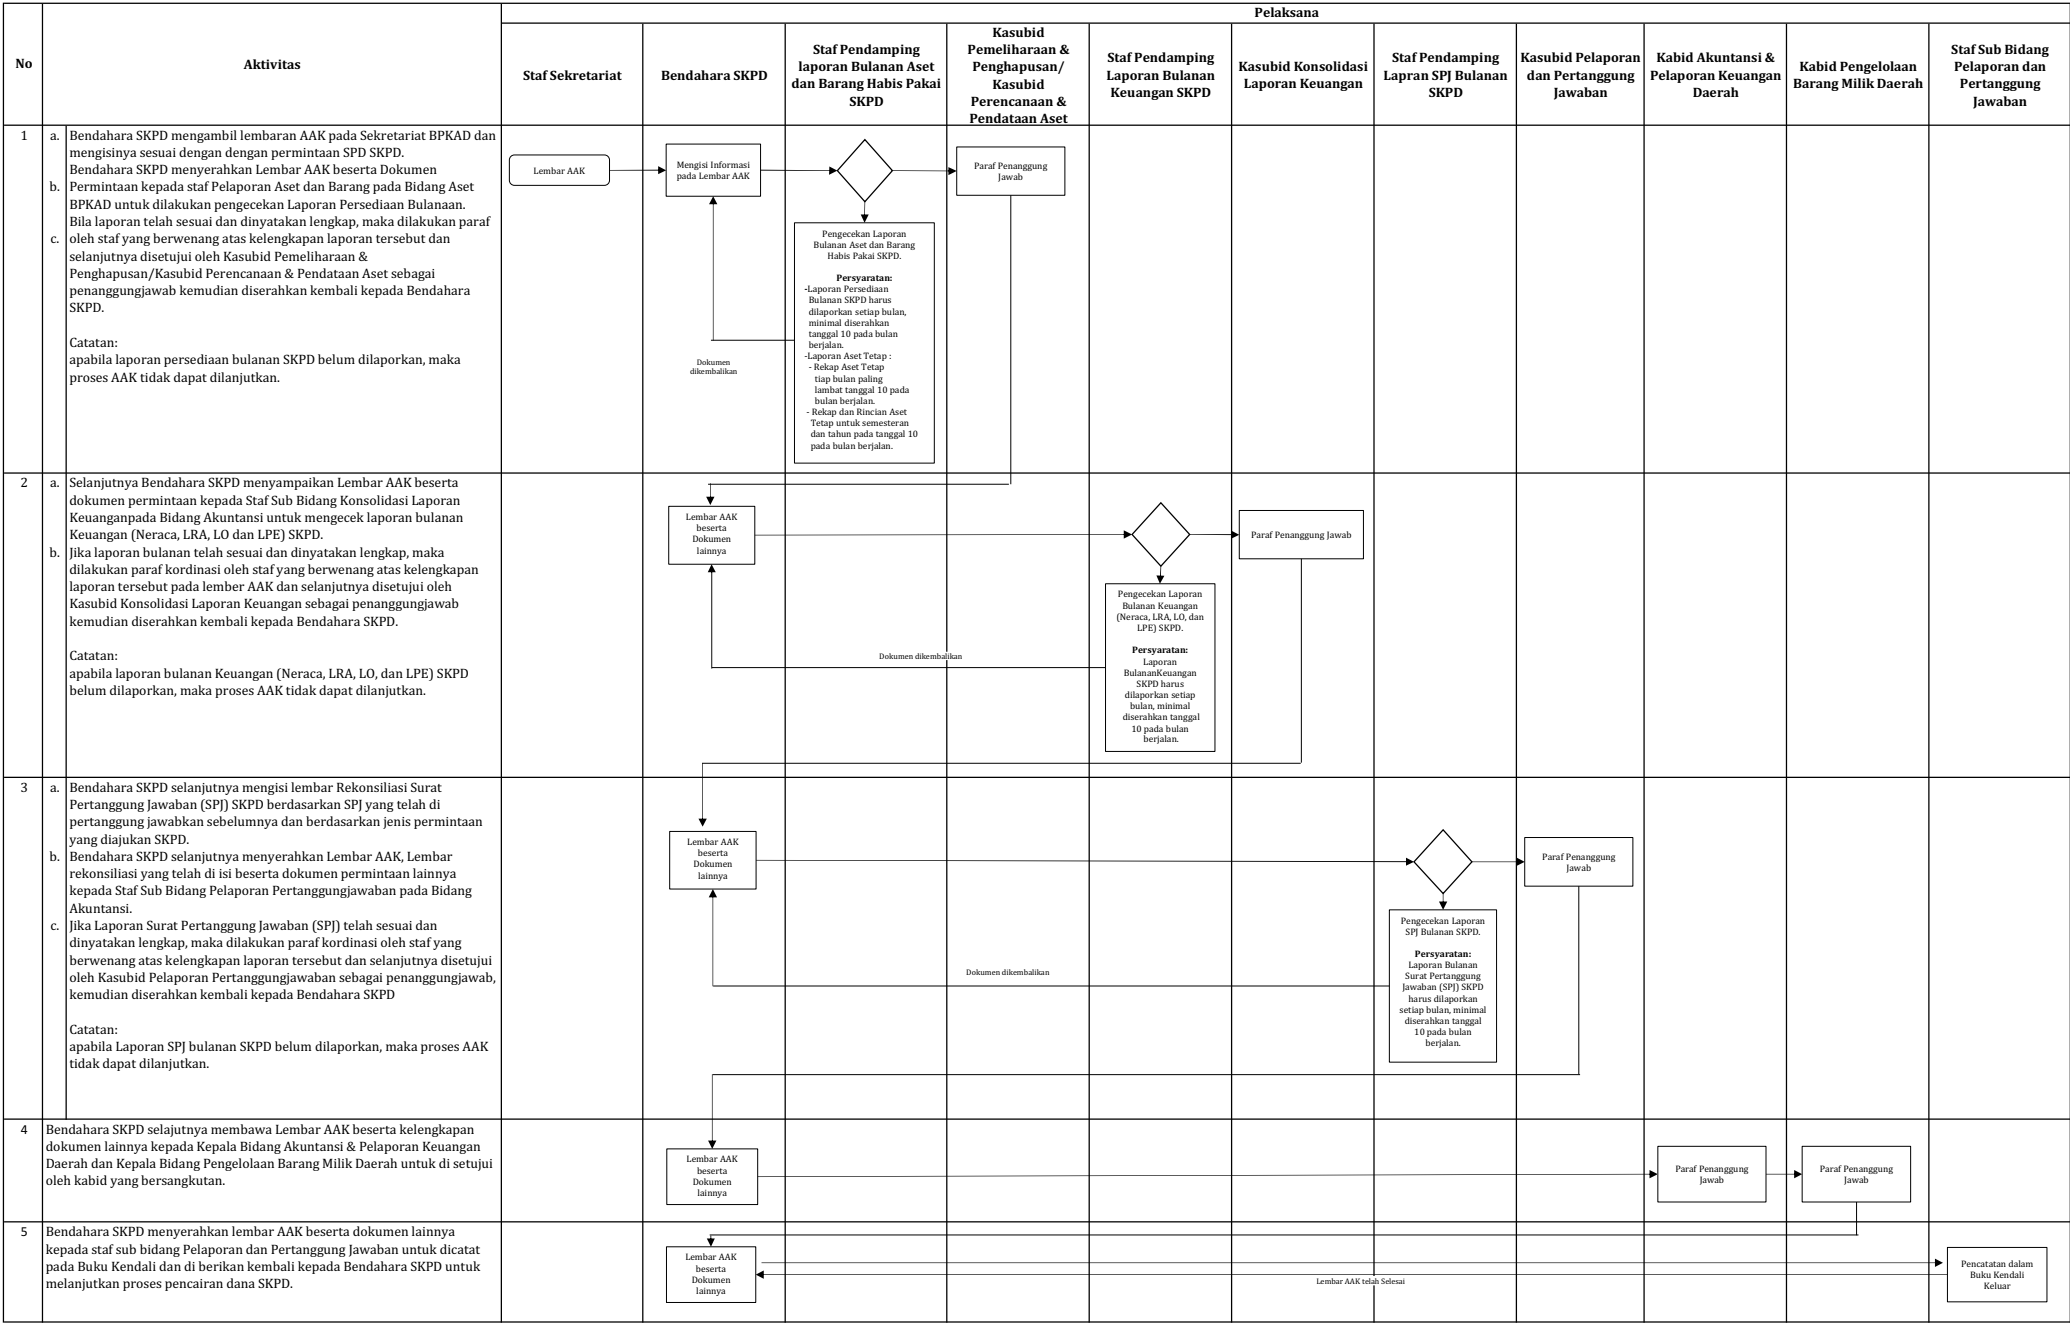 Pelaksana
No
Aktivitas
Staf Sekretariat
Bendahara SKPD
Staf Pendamping
laporan Bulanan Aset
dan Barang Habis Pakai
SKPD
Kasubid
Pemeliharaan &
Penghapusan/
Kasubid
Perencanaan &
Pendataan Aset
Staf Pendamping
Laporan Bulanan
Keuangan SKPD
Kasubid Konsolidasi
Laporan Keuangan
Staf Pendamping
Lapran SPJ Bulanan
SKPD
Kasubid Pelaporan
dan Pertanggung
Jawaban
Kabid Akuntansi &
Pelaporan Keuangan
Daerah
Kabid Pengelolaan
Barang Milik Daerah
Staf Sub Bidang
Pelaporan dan
Pertanggung
Jawaban
1
a. Bendahara SKPD mengambil lembaran AAK pada Sekretariat BPKAD dan
mengisinya sesuai dengan dengan permintaan SPD SKPD.
Bendahara SKPD menyerahkan Lembar AAK beserta Dokumen
b. Permintaan kepada staf Pelaporan Aset dan Barang pada Bidang Aset
BPKAD untuk dilakukan pengecekan Laporan Persediaan Bulanaan.
Bila laporan telah sesuai dan dinyatakan lengkap, maka dilakukan paraf
c. oleh staf yang berwenang atas kelengkapan laporan tersebut dan
selanjutnya disetujui oleh Kasubid Pemeliharaan &
Penghapusan/Kasubid Perencanaan & Pendataan Aset sebagai
penanggungjawab kemudian diserahkan kembali kepada Bendahara
SKPD.
Catatan:
apabila laporan persediaan bulanan SKPD belum dilaporkan, maka
proses AAK tidak dapat dilanjutkan.
Lembar AAK
Mengisi Informasi
pada Lembar AAK
Paraf Penanggung
Jawab
Pengecekan Laporan
Bulanan Aset dan Barang
Habis Pakai SKPD.
Persyaratan:
-Laporan Persediaan
Bulanan SKPD harus
dilaporkan setiap bulan,
minimal diserahkan
tanggal 10 pada bulan
berjalan.
-Laporan Aset Tetap :
- Rekap Aset Tetap
tiap bulan paling
lambat tanggal 10 pada
bulan berjalan.
- Rekap dan Rincian Aset
Tetap untuk semesteran
dan tahun pada tanggal 10
pada bulan berjalan.
Dokumen
dikembalikan
2
a. Selanjutnya Bendahara SKPD menyampaikan Lembar AAK beserta
dokumen permintaan kepada Staf Sub Bidang Konsolidasi Laporan
Keuanganpada Bidang Akuntansi untuk mengecek laporan bulanan
Keuangan (Neraca, LRA, LO dan LPE) SKPD.
b. Jika laporan bulanan telah sesuai dan dinyatakan lengkap, maka
dilakukan paraf kordinasi oleh staf yang berwenang atas kelengkapan
laporan tersebut pada lember AAK dan selanjutnya disetujui oleh
Kasubid Konsolidasi Laporan Keuangan sebagai penanggungjawab
kemudian diserahkan kembali kepada Bendahara SKPD.
Catatan:
apabila laporan bulanan Keuangan (Neraca, LRA, LO, dan LPE) SKPD
belum dilaporkan, maka proses AAK tidak dapat dilanjutkan.
Lembar AAK
beserta
Dokumen
lainnya
Paraf Penanggung Jawab
Pengecekan Laporan
Bulanan Keuangan
(Neraca, LRA, LO, dan
LPE) SKPD.
Persyaratan:
Laporan
BulananKeuangan
SKPD harus
dilaporkan setiap
bulan, minimal
diserahkan tanggal
10 pada bulan
berjalan.
Dokumen dikembalikan
3
a. Bendahara SKPD selanjutnya mengisi lembar Rekonsiliasi Surat
Pertanggung Jawaban (SPJ) SKPD berdasarkan SPJ yang telah di
pertanggung jawabkan sebelumnya dan berdasarkan jenis permintaan
yang diajukan SKPD.
b. Bendahara SKPD selanjutnya menyerahkan Lembar AAK, Lembar
rekonsiliasi yang telah di isi beserta dokumen permintaan lainnya
kepada Staf Sub Bidang Pelaporan Pertanggungjawaban pada Bidang
Akuntansi.
c. Jika Laporan Surat Pertanggung Jawaban (SPJ) telah sesuai dan
dinyatakan lengkap, maka dilakukan paraf kordinasi oleh staf yang
berwenang atas kelengkapan laporan tersebut dan selanjutnya disetujui
oleh Kasubid Pelaporan Pertanggungjawaban sebagai penanggungjawab,
kemudian diserahkan kembali kepada Bendahara SKPD
Catatan:
apabila Laporan SPJ bulanan SKPD belum dilaporkan, maka proses AAK
tidak dapat dilanjutkan.
Lembar AAK
beserta
Dokumen
lainnya
Paraf Penanggung
Jawab
Pengecekan Laporan
SPJ Bulanan SKPD.
Persyaratan:
Laporan Bulanan
Surat Pertanggung
Jawaban (SPJ) SKPD
harus dilaporkan
setiap bulan, minimal
diserahkan tanggal
10 pada bulan
berjalan.
Dokumen dikembalikan
4
Bendahara SKPD selajutnya membawa Lembar AAK beserta kelengkapan
dokumen lainnya kepada Kepala Bidang Akuntansi & Pelaporan Keuangan
Daerah dan Kepala Bidang Pengelolaan Barang Milik Daerah untuk di setujui
oleh kabid yang bersangkutan.
Lembar AAK
beserta
Dokumen
lainnya
Paraf Penanggung
Jawab
Paraf Penanggung
Jawab
5
Bendahara SKPD menyerahkan lembar AAK beserta dokumen lainnya
kepada staf sub bidang Pelaporan dan Pertanggung Jawaban untuk dicatat
pada Buku Kendali dan di berikan kembali kepada Bendahara SKPD untuk
melanjutkan proses pencairan dana SKPD.
Lembar AAK
beserta
Dokumen
lainnya
Lembar AAK telah Selesai
Pencatatan dalam
Buku Kendali
Keluar